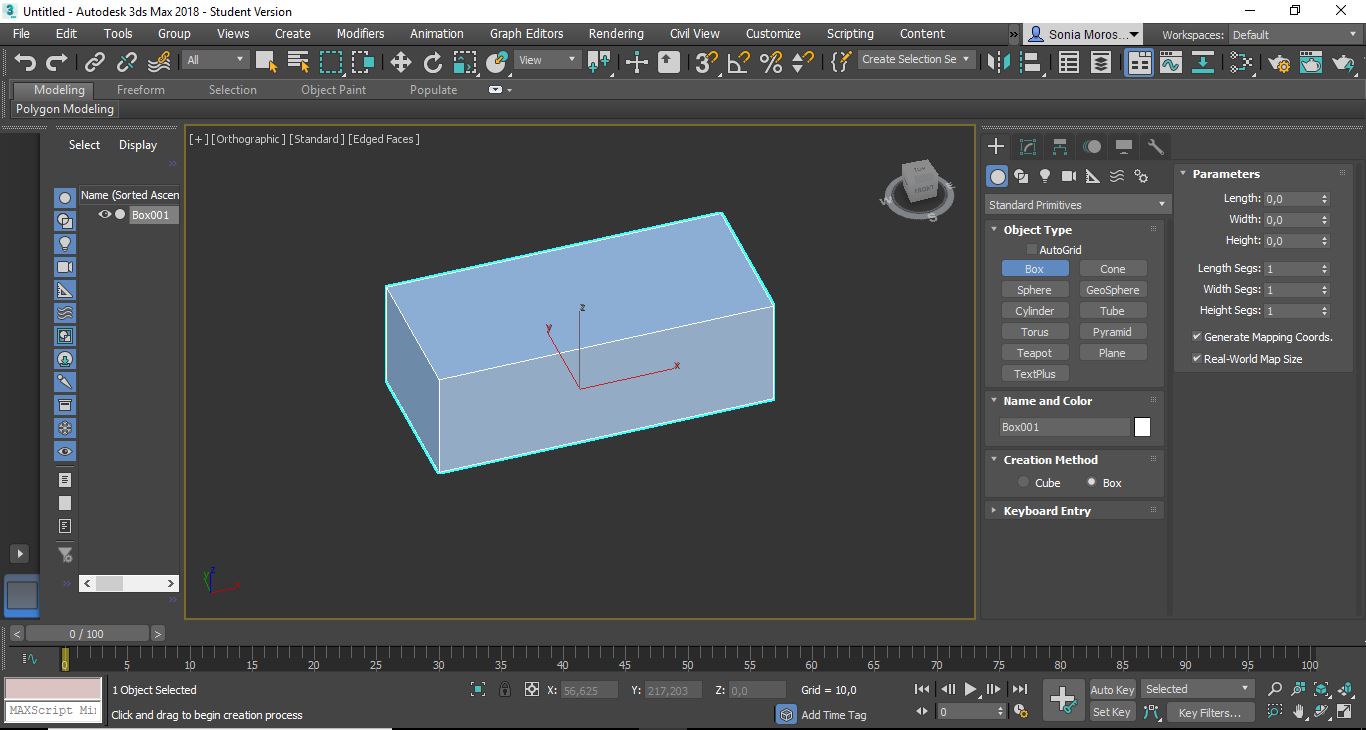 Untitled - Autodesk 3ds Max 2018 - Student Version
File Edit Tools Group Views Create Modifiers Animation Graph Editors Rendering Civil View Customize Scripting Content » Sonia Moros... Workspaces: Default
All View 3 % Create Selection Se
Modeling Freeform Selection Object Paint Populate
Polygon Modeling
Select Display
»
Name (Sorted Ascen
Box001
»
»
[+] [Orthographic] [Standard] [Edged Faces]
TOP
FRONT
W
S
z
y
x
z
y
x
Standard Primitives
Object Type
AutoGrid
Box Cone
Sphere GeoSphere
Cylinder Tube
Torus Pyramid
Teapot Plane
TextPlus
Name and Color
Box001
Creation Method
Cube Box
Keyboard Entry
Parameters
Length: 0,0
Width: 0,0
Height: 0,0
Length Segs: 1
Width Segs: 1
Height Segs: 1
Generate Mapping Coords.
Real-World Map Size
< 0 / 100 >
0 5 10 15 20 25 30 35 40 45 50 55 60 65 70 75 80 85 90 95 100
1 Object Selected X: 56,625 Y: 217,203 Z: 0,0 Grid = 10,0 Auto Key Selected
MAXScript Mi
Click and drag to begin creation process Add Time Tag 0 Set Key Key Filters...